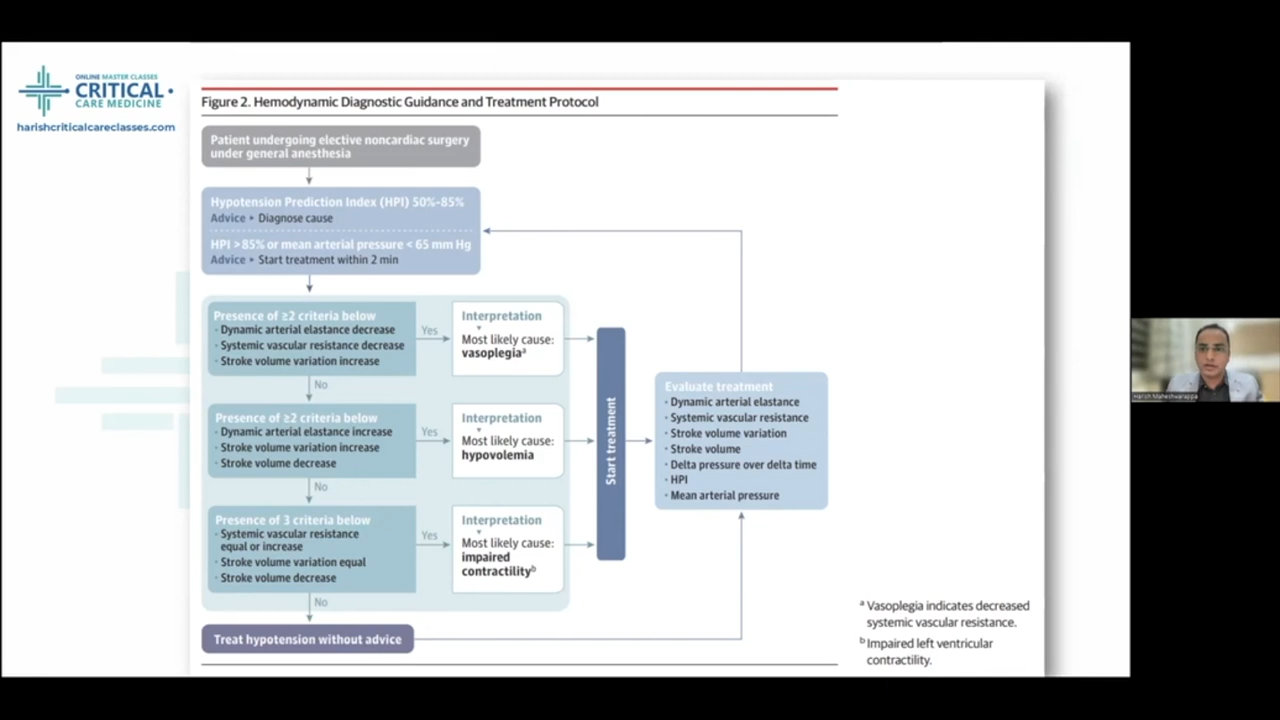 ONLINE MASTER CLASSES
CRITICAL
CARE MEDICINE
harishcriticalcareclasses.com
Figure 2. Hemodynamic Diagnostic Guidance and Treatment Protocol
Patient undergoing elective noncardiac surgery
under general anesthesia
Hypotension Prediction Index (HPI) 50%-85%
Advice ▸ Diagnose cause
HPI >85% or mean arterial pressure <65 mm Hg
Advice ▸ Start treatment within 2 min
Presence of ≥2 criteria below
· Dynamic arterial elastance decrease
· Systemic vascular resistance decrease
· Stroke volume variation increase
Yes
Interpretation
Most likely cause:
vasoplegiaᵃ
No
Presence of ≥2 criteria below
· Dynamic arterial elastance increase
· Stroke volume variation increase
· Stroke volume decrease
Yes
Interpretation
Most likely cause:
hypovolemia
No
Presence of 3 criteria below
· Systemic vascular resistance
equal or increase
· Stroke volume variation equal
· Stroke volume decrease
Yes
Interpretation
Most likely cause:
impaired
contractilityᵇ
No
Treat hypotension without advice
Start treatment
Evaluate treatment
· Dynamic arterial elastance
· Systemic vascular resistance
· Stroke volume variation
· Stroke volume
· Delta pressure over delta time
· HPI
· Mean arterial pressure
ᵃ Vasoplegia indicates decreased
systemic vascular resistance.
ᵇ Impaired left ventricular
contractility.
Harish Maheshwarappa